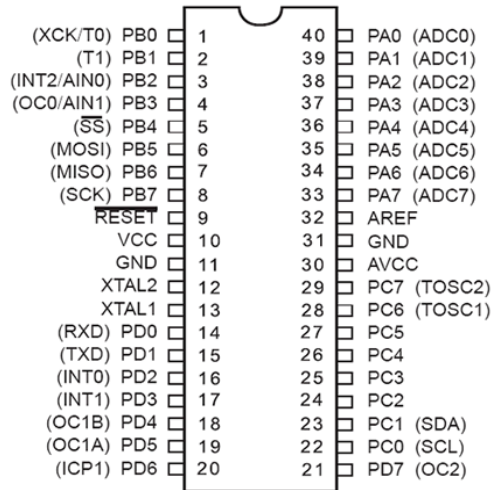 (XCK/T0) PB0 1 40 PA0 (ADC0)
(T1) PB1 2 39 PA1 (ADC1)
(INT2/AIN0) PB2 3 38 PA2 (ADC2)
(OC0/AIN1) PB3 4 37 PA3 (ADC3)
(S̅S̅) PB4 5 36 PA4 (ADC4)
(MOSI) PB5 6 35 PA5 (ADC5)
(MISO) PB6 7 34 PA6 (ADC6)
(SCK) PB7 8 33 PA7 (ADC7)
R̅E̅S̅E̅T̅ 9 32 AREF
VCC 10 31 GND
GND 11 30 AVCC
XTAL2 12 29 PC7 (TOSC2)
XTAL1 13 28 PC6 (TOSC1)
(RXD) PD0 14 27 PC5
(TXD) PD1 15 26 PC4
(INT0) PD2 16 25 PC3
(INT1) PD3 17 24 PC2
(OC1B) PD4 18 23 PC1 (SDA)
(OC1A) PD5 19 22 PC0 (SCL)
(ICP1) PD6 20 21 PD7 (OC2)